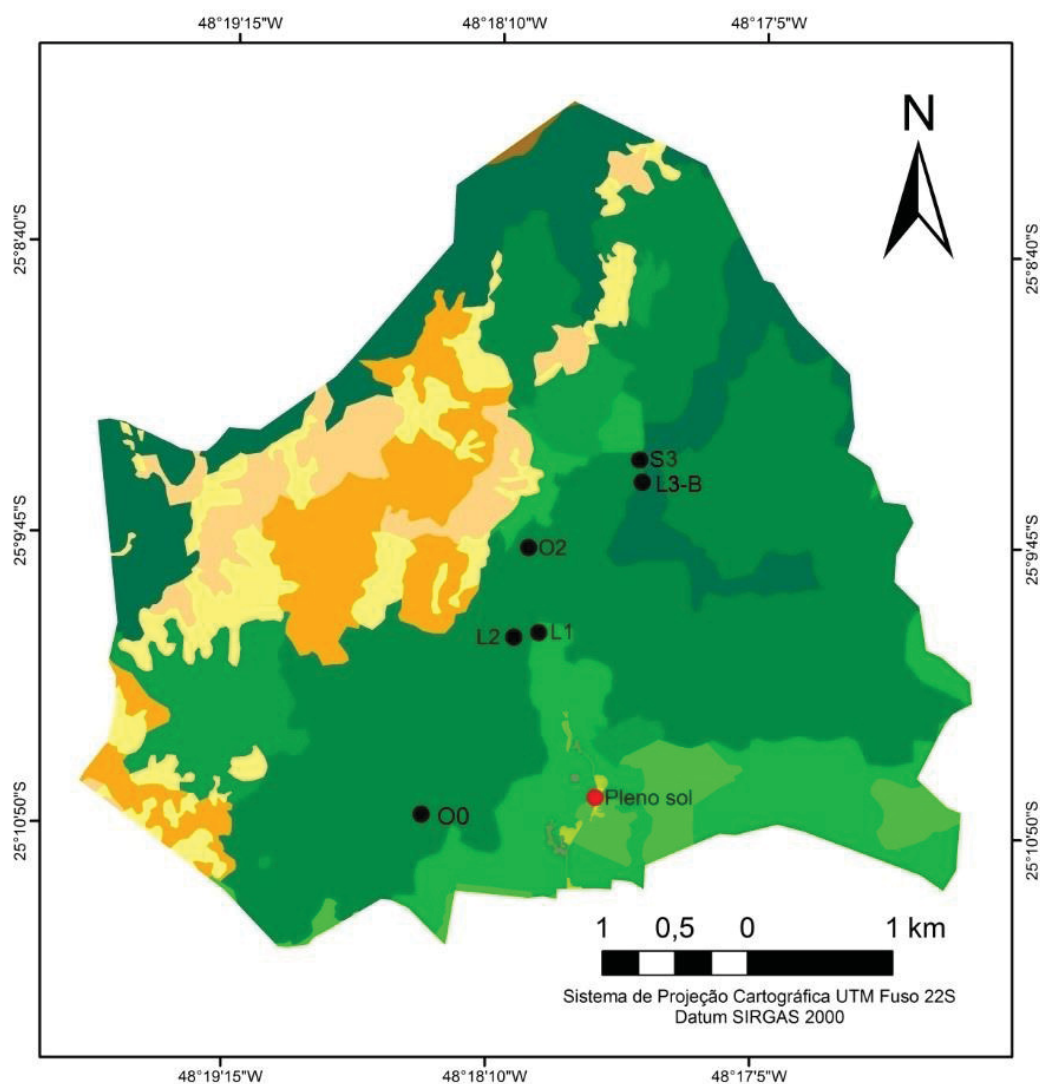 48°19'15"W
48°18'10"W
48°17'5"W
N
25°8'40"S
25°8'40"S
S3
L3-B
25°9'45"S
O2
25°9'45"S
L2
L1
Pleno sol
O0
25°10'50"S
25°10'50"S
1 0,5 0 1 km
Sistema de Projeção Cartográfica UTM Fuso 22S
Datum SIRGAS 2000
48°19'15"W
48°18'10"W
48°17'5"W